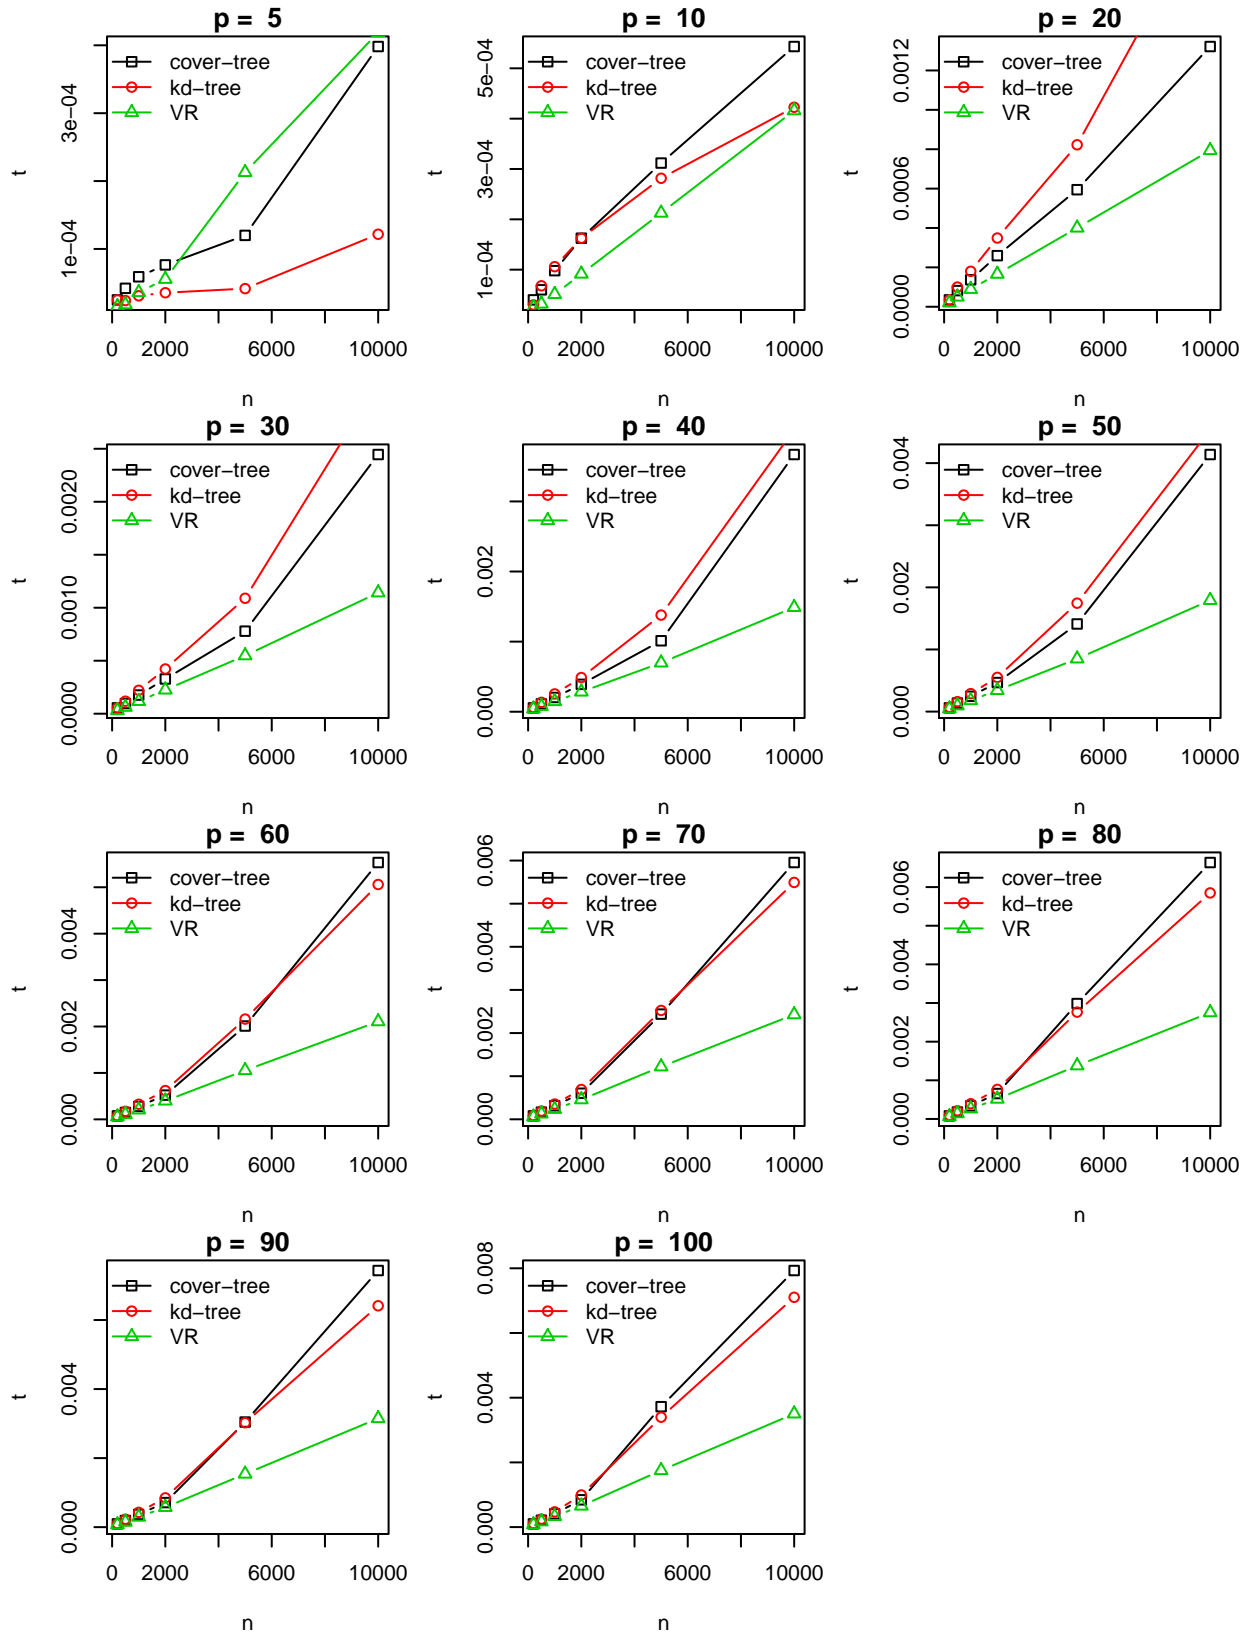 p = 5
cover−tree
kd−tree
VR
t
1e−04
3e−04
0
2000
6000
10000
n
p = 10
cover−tree
kd−tree
VR
t
1e−04
3e−04
5e−04
0
2000
6000
10000
n
p = 20
cover−tree
kd−tree
VR
t
0.0000
0.0006
0.0012
0
2000
6000
10000
n
p = 30
cover−tree
kd−tree
VR
t
0.0000
0.0010
0.0020
0
2000
6000
10000
n
p = 40
cover−tree
kd−tree
VR
t
0.000
0.002
0
2000
6000
10000
n
p = 50
cover−tree
kd−tree
VR
t
0.000
0.002
0.004
0
2000
6000
10000
n
p = 60
cover−tree
kd−tree
VR
t
0.000
0.002
0.004
0
2000
6000
10000
n
p = 70
cover−tree
kd−tree
VR
t
0.000
0.002
0.004
0.006
0
2000
6000
10000
n
p = 80
cover−tree
kd−tree
VR
t
0.000
0.002
0.004
0.006
0
2000
6000
10000
n
p = 90
cover−tree
kd−tree
VR
t
0.000
0.004
0
2000
6000
10000
n
p = 100
cover−tree
kd−tree
VR
t
0.000
0.004
0.008
0
2000
6000
10000
n